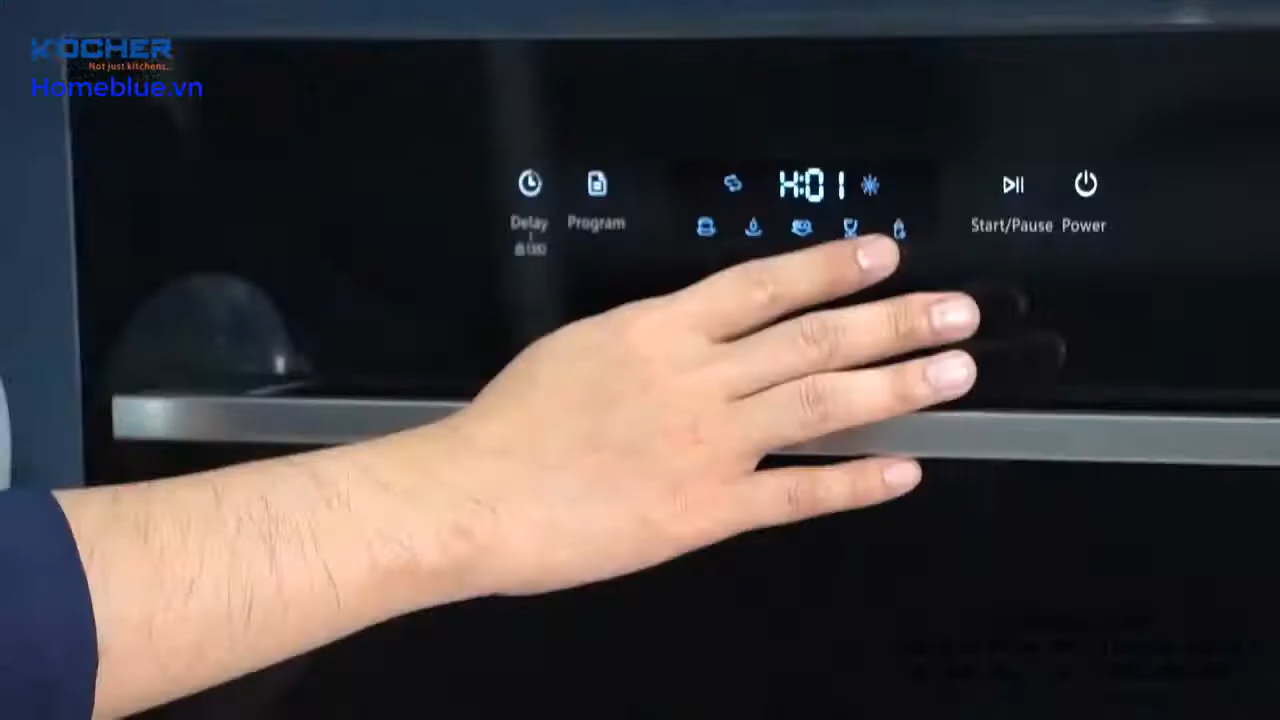 KOCHER
Not just kitchens...
Homeblue.vn
H:01
Delay
Program
Start/Pause
Power